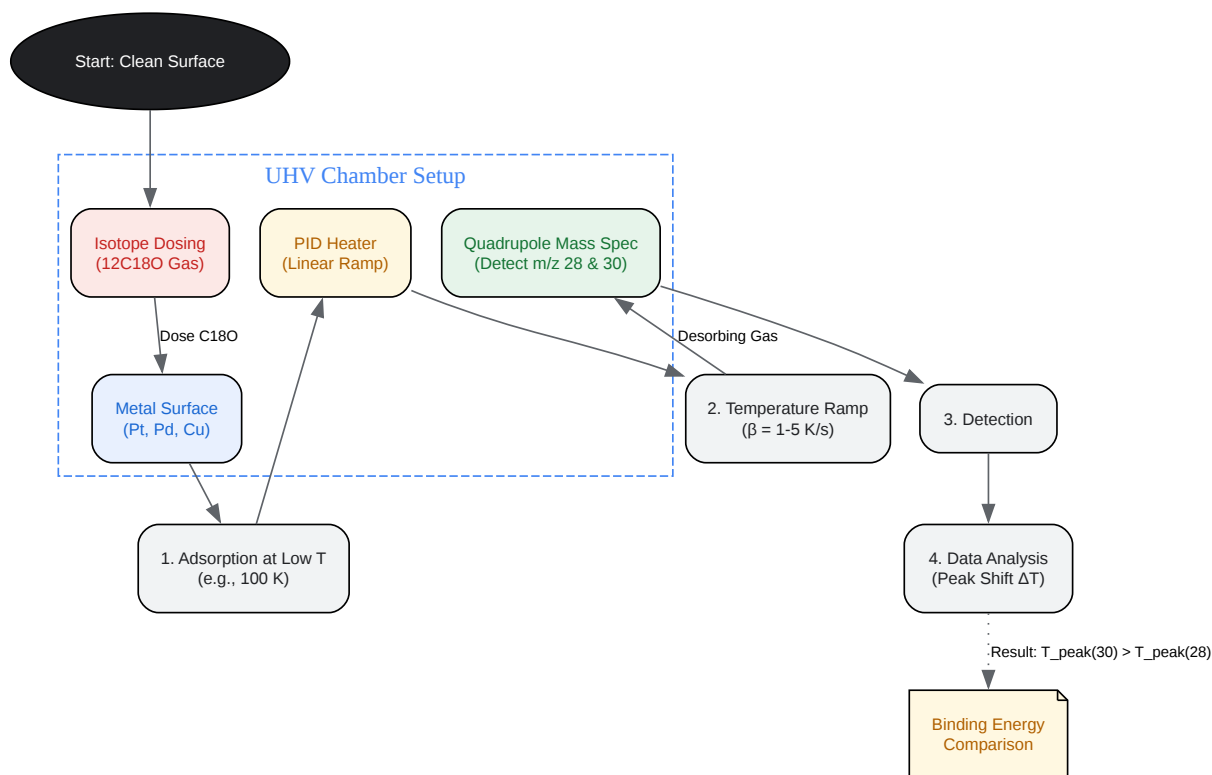 Start: Clean Surface
UHV Chamber Setup
Isotope Dosing
(12C18O Gas)
PID Heater
(Linear Ramp)
Quadrupole Mass Spec
(Detect m/z 28 & 30)
Dose C18O
Desorbing Gas
Metal Surface
(Pt, Pd, Cu)
2. Temperature Ramp
(β = 1-5 K/s)
3. Detection
1. Adsorption at Low T
(e.g., 100 K)
4. Data Analysis
(Peak Shift ΔT)
Result: T_peak(30) > T_peak(28)
Binding Energy
Comparison